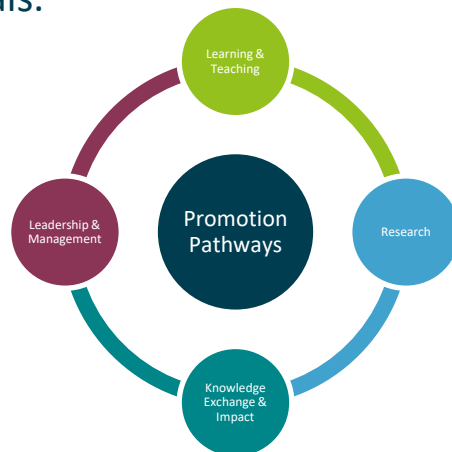 Learning &
Teaching
Leadership &
Management
Promotion
Pathways
Research
Knowledge
Exchange &
Impact